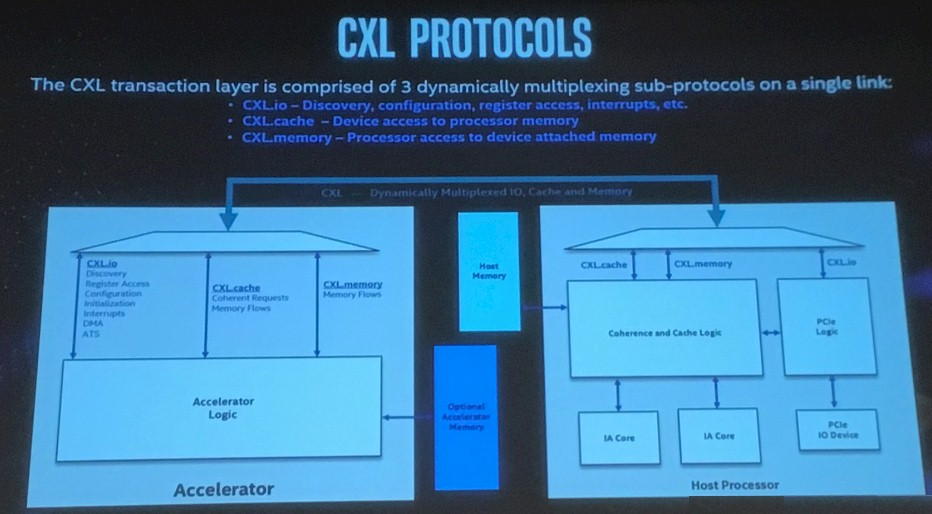 CXL PROTOCOLS
The CXL transaction layer is comprised of 3 dynamically multiplexing sub-protocols on a single link:
• CXL.io – Discovery, configuration, register access, interrupts, etc.
• CXL.cache – Device access to processor memory
• CXL.memory – Processor access to device attached memory
CXL — Dynamically Multiplexed IO, Cache and Memory
CXL.io
Discovery
Register Access
Configuration
Initialization
Interrupts
DMA
ATS
CXL.cache
Coherent Requests
Memory Flows
CXL.memory
Memory Flows
Accelerator
Logic
Accelerator
Host
Memory
Optional
Accelerator
Memory
CXL.cache
CXL.memory
CXL.io
Coherence and Cache Logic
PCIe
Logic
IA Core
IA Core
PCIe
IO Device
Host Processor